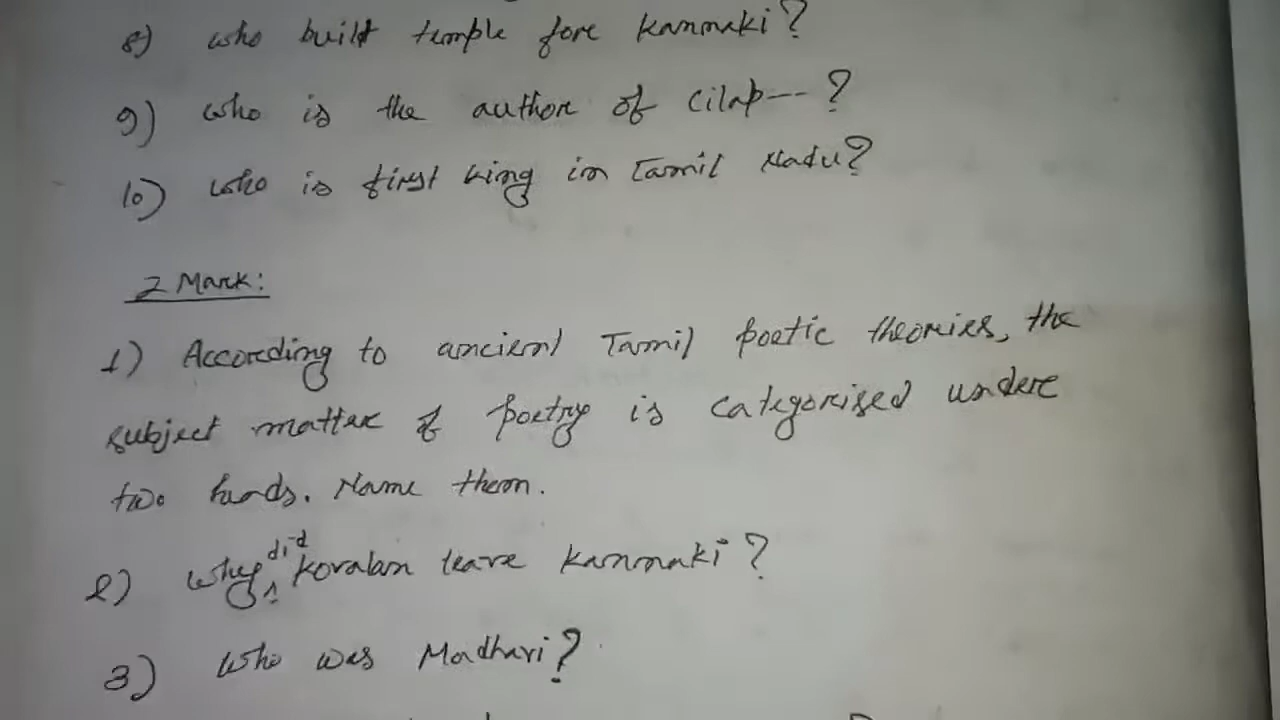 8) who built temple fore kannaki?
9) who is the author of Cilap---?
10) who is first king in Tamil Nadu?
2 Mark:
1) According to ancient Tamil poetic theories, the
subject matter of poetry is categorised undere
two heads. Name them.
2) Why did kovalan leave kannaki?
3) Who was Madhavi?